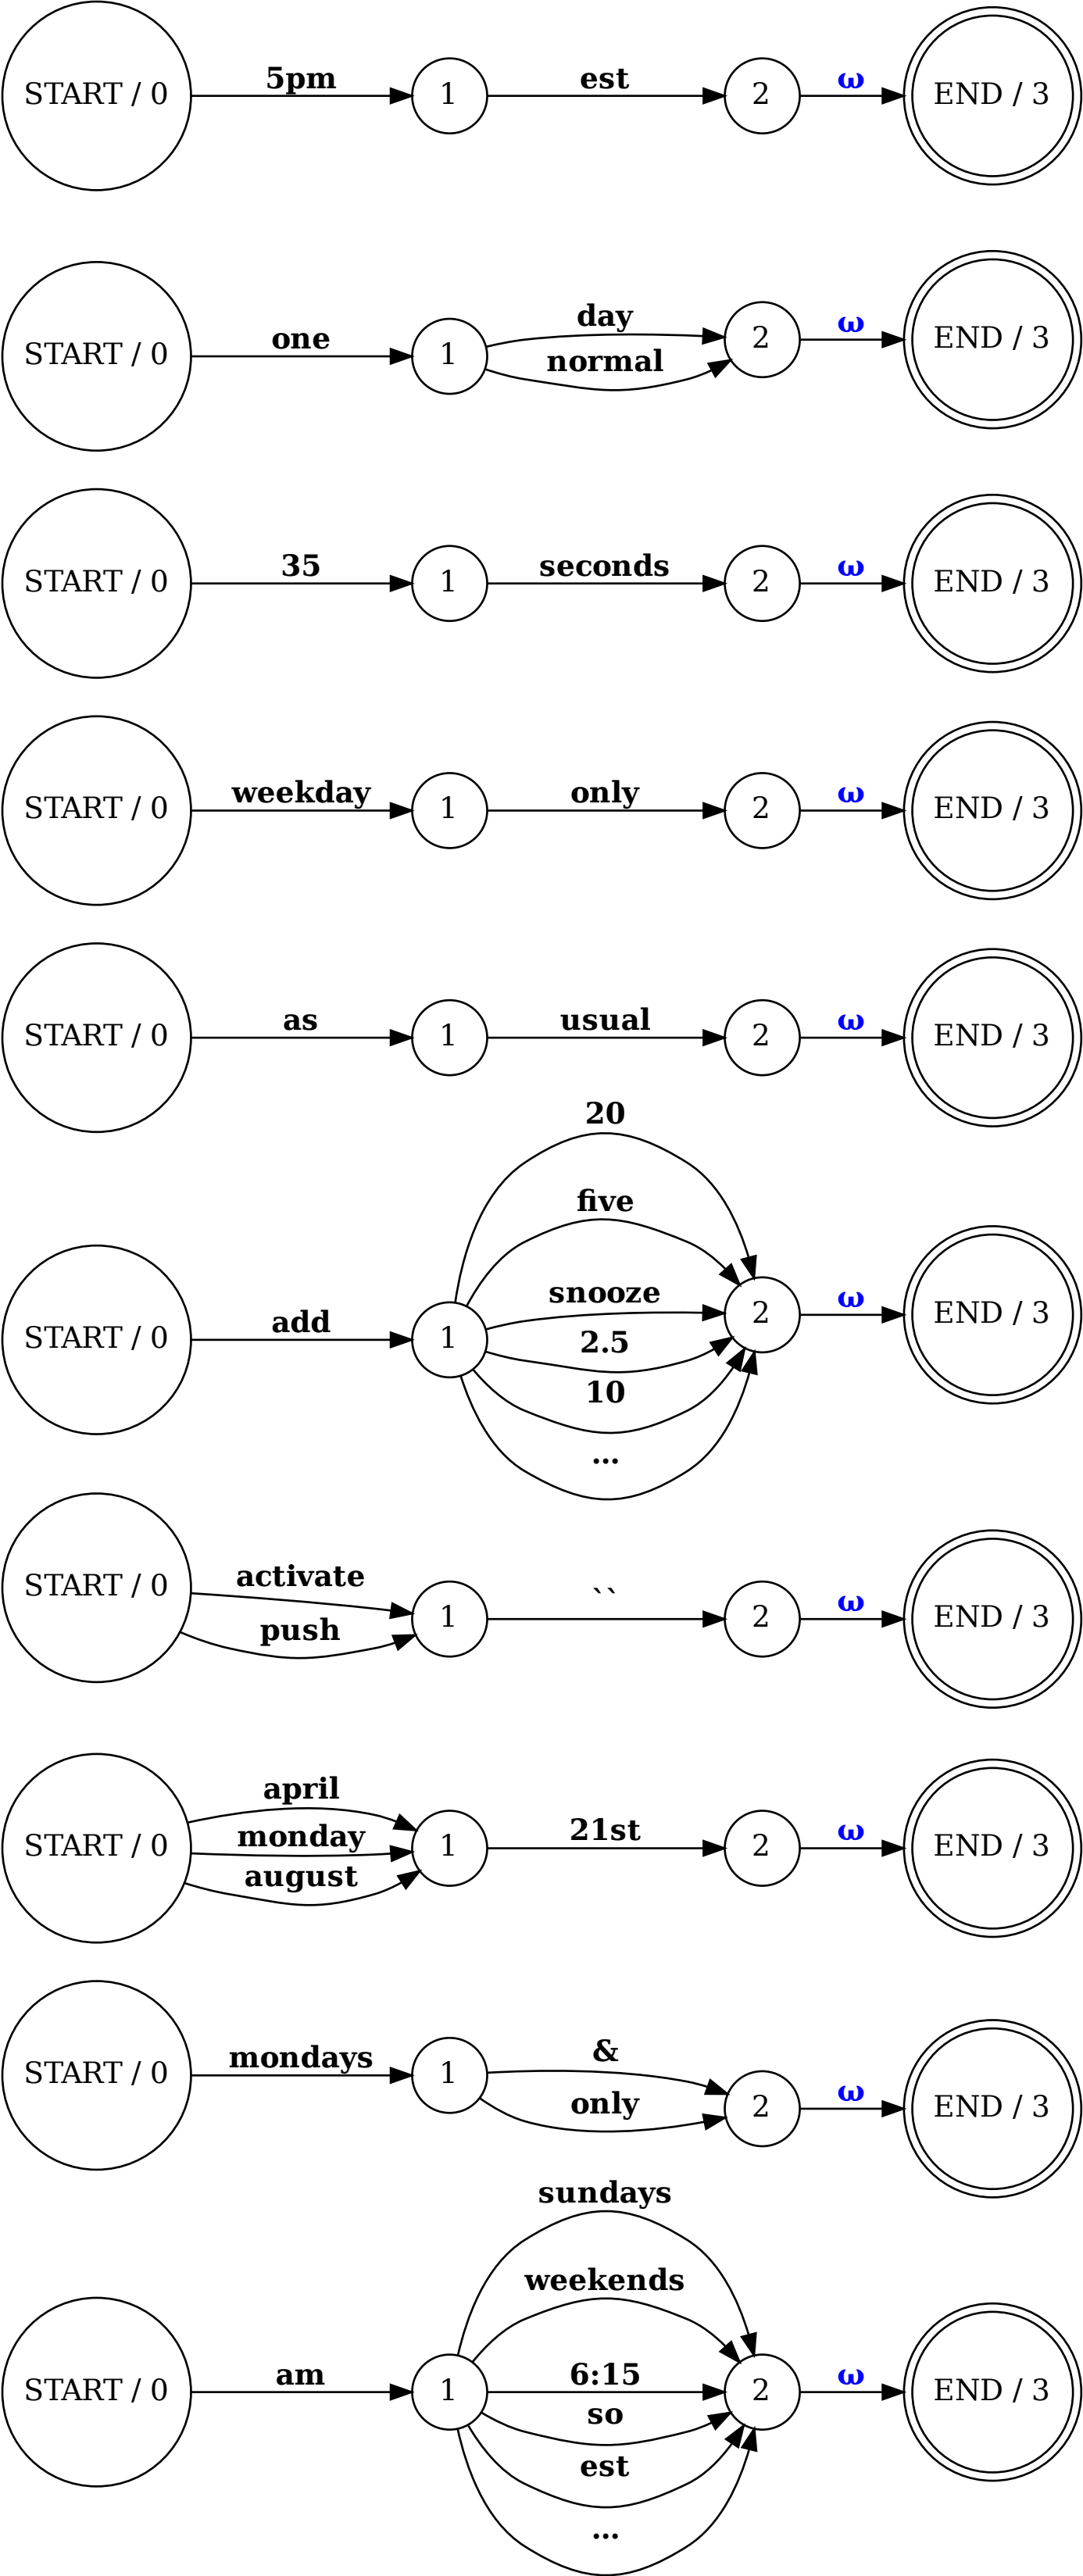 START / 0 5pm 1 est 2 ω END / 3
START / 0 one 1 day normal 2 ω END / 3
START / 0 35 1 seconds 2 ω END / 3
START / 0 weekday 1 only 2 ω END / 3
START / 0 as 1 usual 2 ω END / 3
20
five
snooze
START / 0 add 1 2.5 2 ω END / 3
10
...
START / 0 activate push 1 `` 2 ω END / 3
april
START / 0 monday 1 21st 2 ω END / 3
august
START / 0 mondays 1 & only 2 ω END / 3
sundays
weekends
START / 0 am 1 6:15 2 ω END / 3
so
est
...